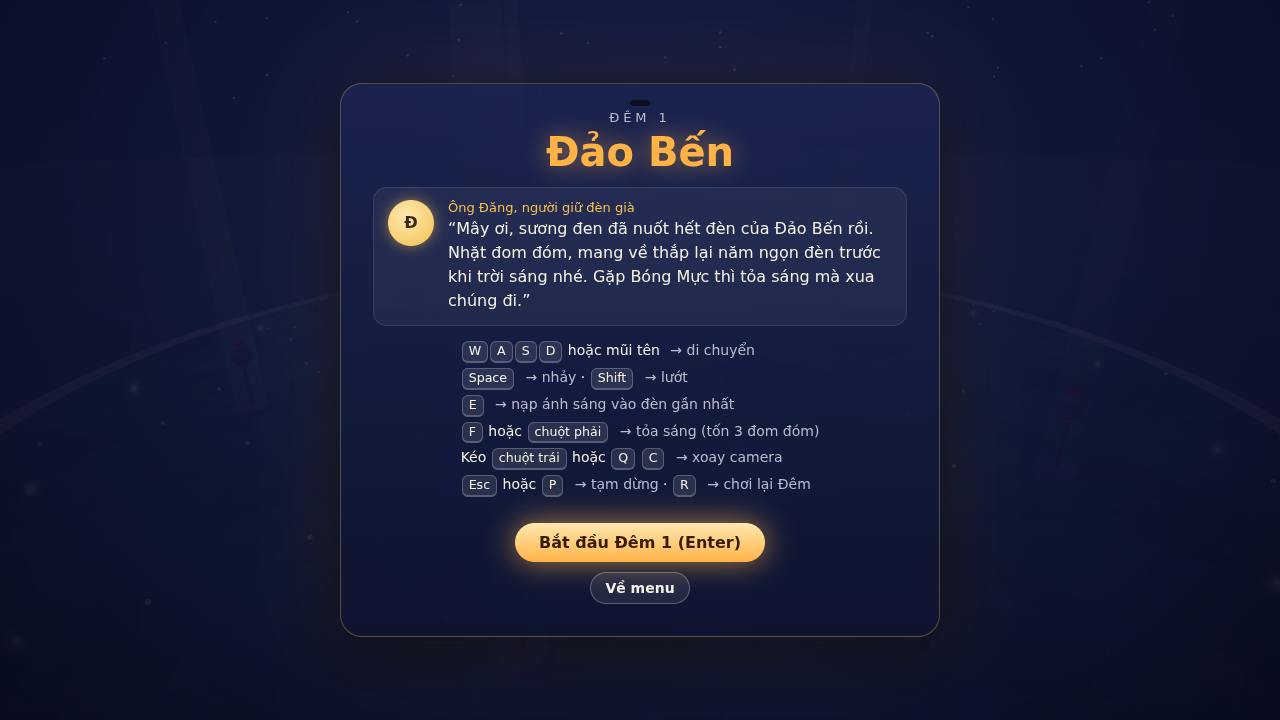 ĐÊM 1
Đảo Bến
Đ
Ông Đăng, người giữ đèn già
“Mây ơi, sương đen đã nuốt hết đèn của Đảo Bến rồi.
Nhặt đom đóm, mang về thắp lại năm ngọn đèn trước
khi trời sáng nhé. Gặp Bóng Mực thì tỏa sáng mà xua
chúng đi.”
W A S D hoặc mũi tên → di chuyển
Space → nhảy · Shift → lướt
E → nạp ánh sáng vào đèn gần nhất
F hoặc chuột phải → tỏa sáng (tốn 3 đom đóm)
Kéo chuột trái hoặc Q C → xoay camera
Esc hoặc P → tạm dừng · R → chơi lại Đêm
Bắt đầu Đêm 1 (Enter)
Về menu